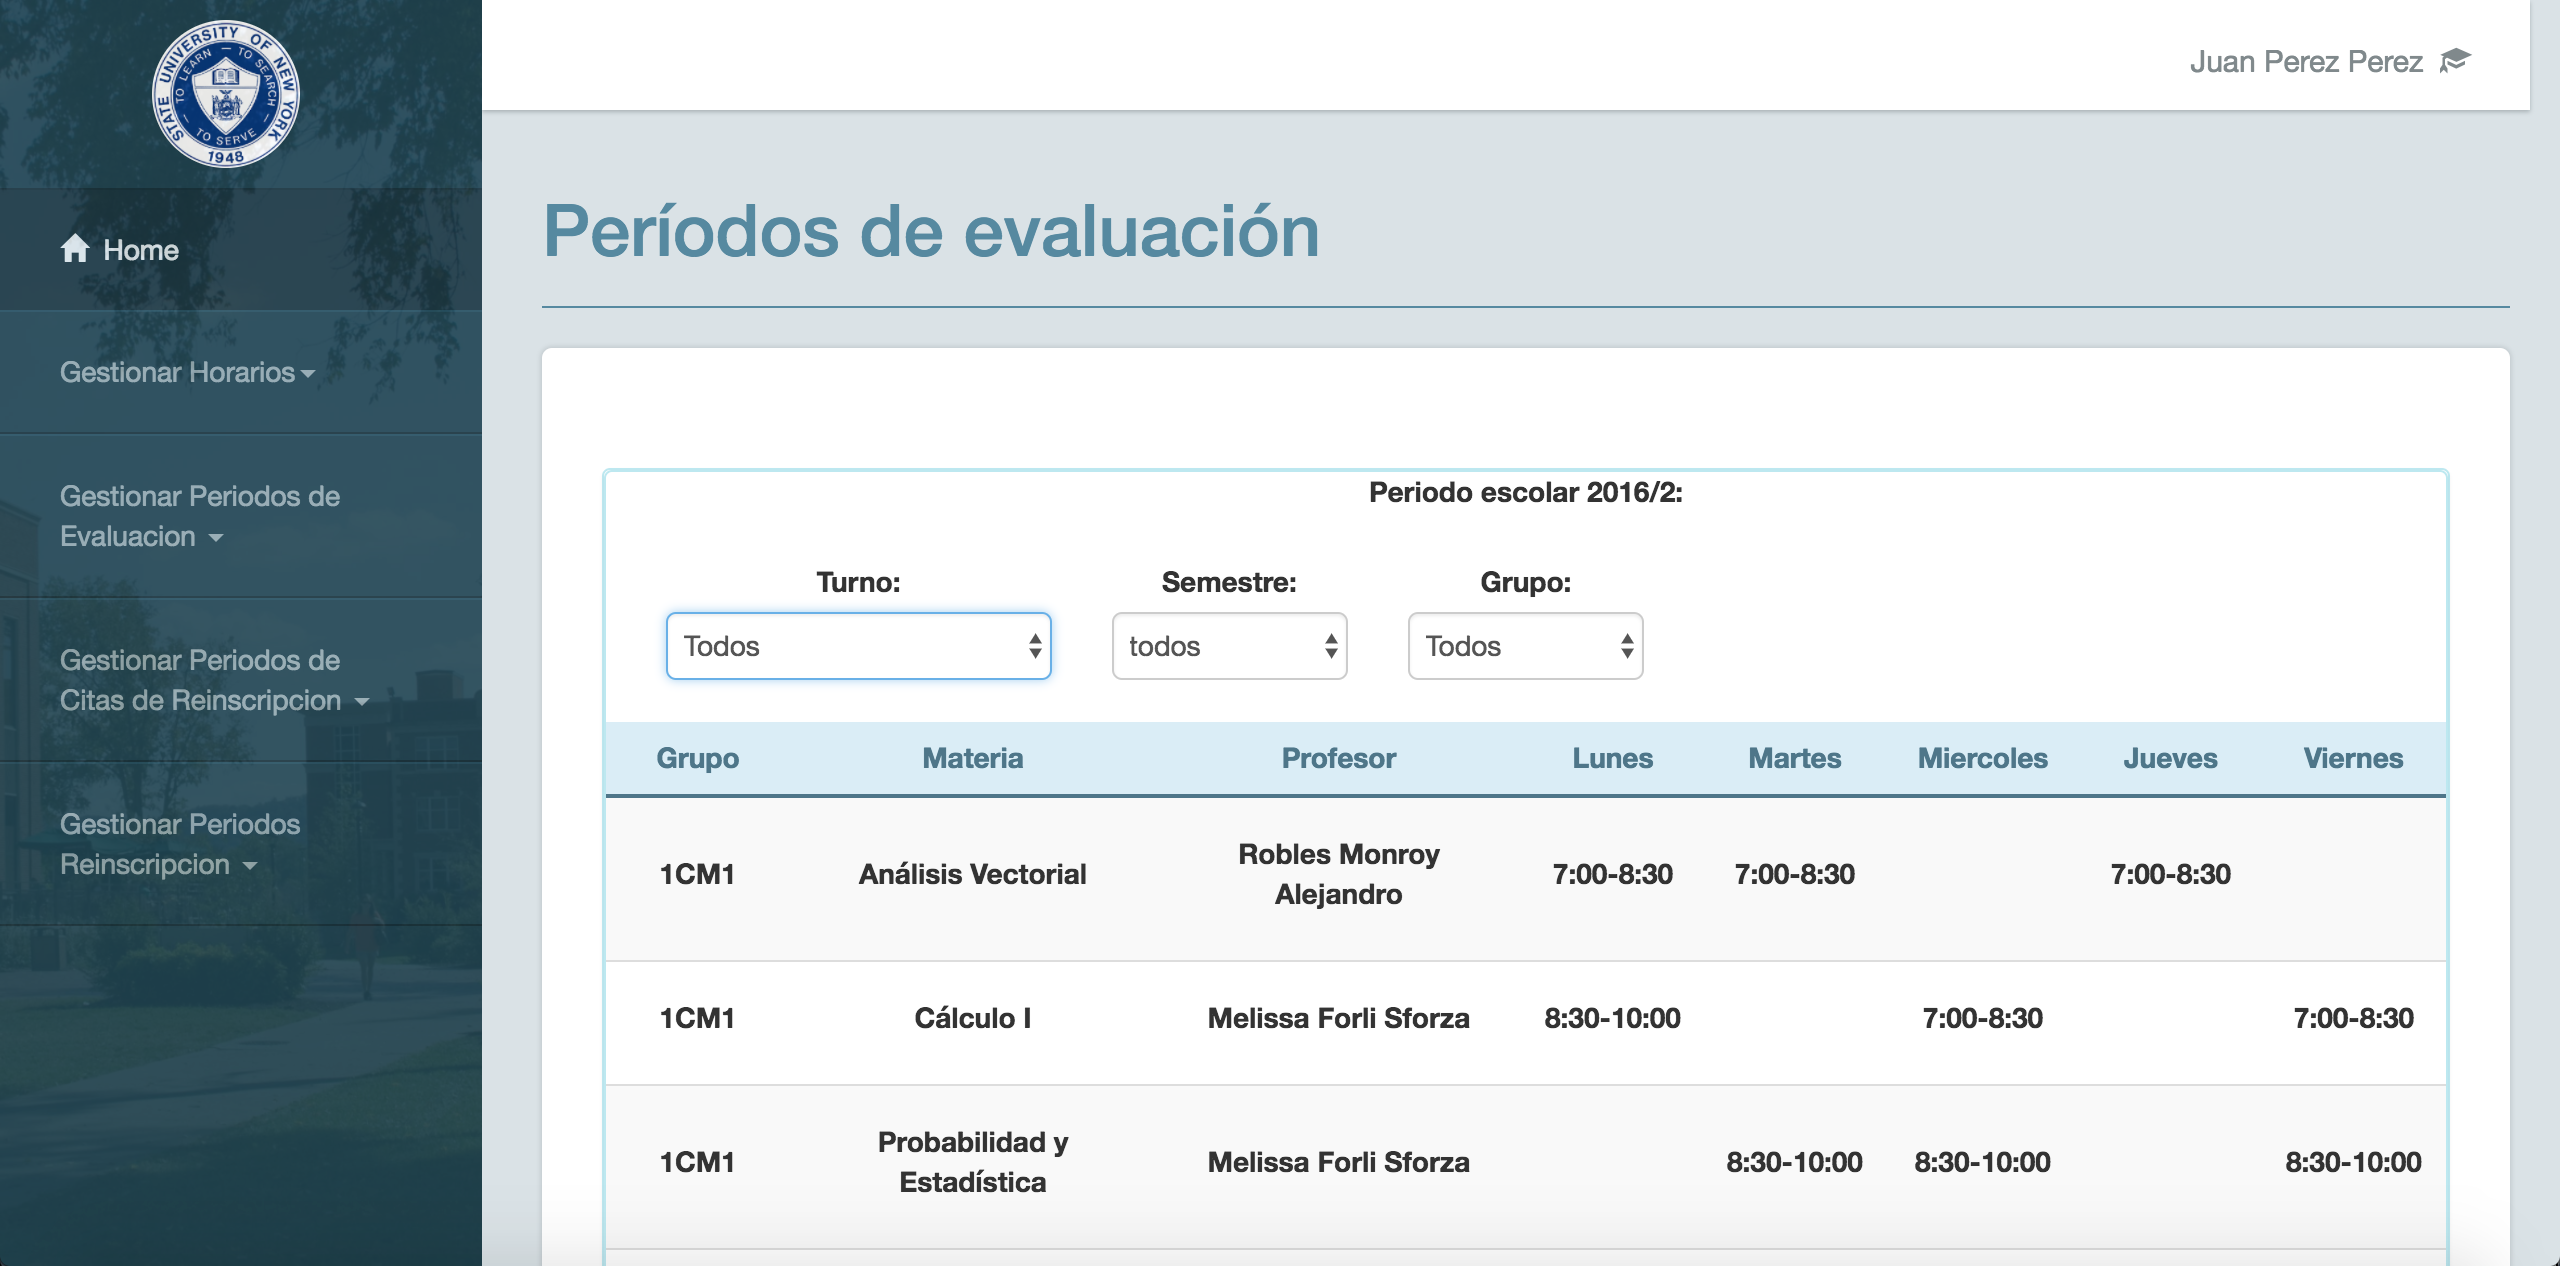 STATE UNIVERSITY OF NEW YORK
TO LEARN — TO SEARCH — TO SERVE —
1948
Juan Perez Perez
Home
Gestionar Horarios
Gestionar Periodos de
Evaluacion
Gestionar Periodos de
Citas de Reinscripcion
Gestionar Periodos
Reinscripcion
Períodos de evaluación
Periodo escolar 2016/2:
Turno: Semestre: Grupo:
Todos todos Todos
Grupo Materia Profesor Lunes Martes Miercoles Jueves Viernes
1CM1 Análisis Vectorial Robles Monroy Alejandro 7:00-8:30 7:00-8:30 7:00-8:30
1CM1 Cálculo I Melissa Forli Sforza 8:30-10:00 7:00-8:30 7:00-8:30
1CM1 Probabilidad y Estadística Melissa Forli Sforza 8:30-10:00 8:30-10:00 8:30-10:00